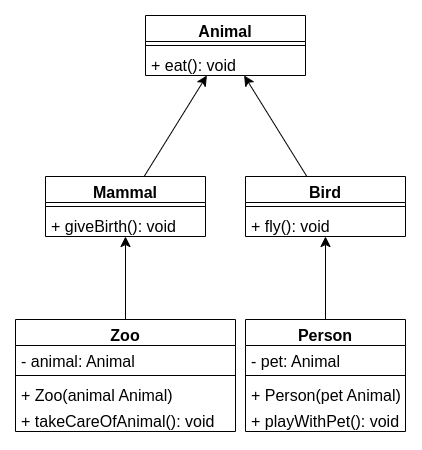 Animal
+ eat(): void
Mammal
+ giveBirth(): void
Bird
+ fly(): void
Zoo
- animal: Animal
+ Zoo(animal Animal)
+ takeCareOfAnimal(): void
Person
- pet: Animal
+ Person(pet Animal)
+ playWithPet(): void